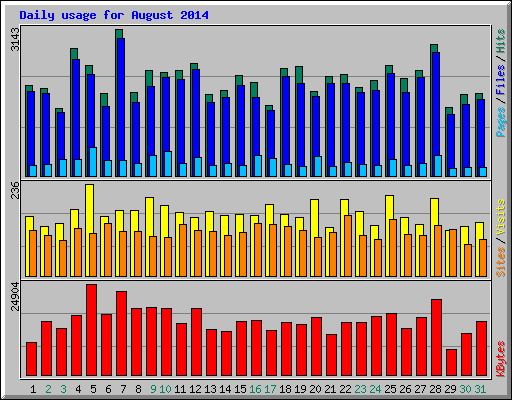 Daily usage for August 2014
3143
Pages / Files / Hits
236
Sites / Visits
24904
KBytes
1 2 3 4 5 6 7 8 9 10 11 12 13 14 15 16 17 18 19 20 21 22 23 24 25 26 27 28 29 30 31